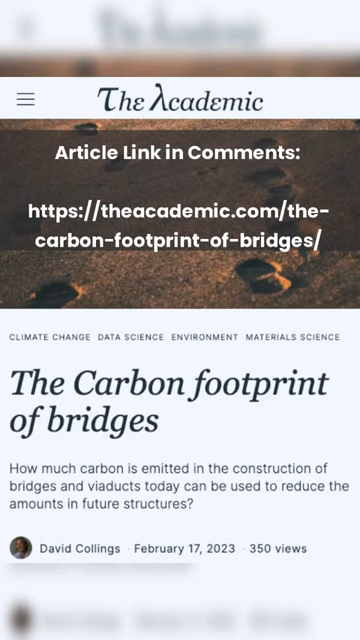 The Academic
Article Link in Comments:
https://theacademic.com/the-
carbon-footprint-of-bridges/
CLIMATE CHANGE DATA SCIENCE ENVIRONMENT MATERIALS SCIENCE
The Carbon footprint
of bridges
How much carbon is emitted in the construction of
bridges and viaducts today can be used to reduce the
amounts in future structures?
David Collings · February 17, 2023 · 350 views